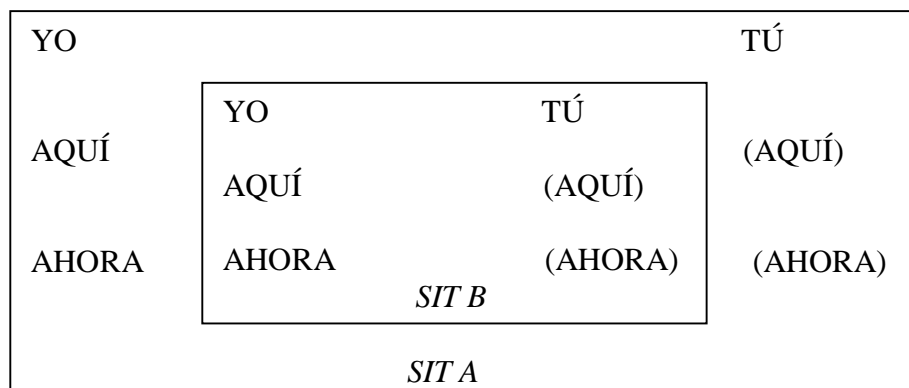 YO TÚ
YO TÚ
AQUÍ (AQUÍ)
AQUÍ (AQUÍ)
AHORA AHORA (AHORA) (AHORA)
SIT B
SIT A